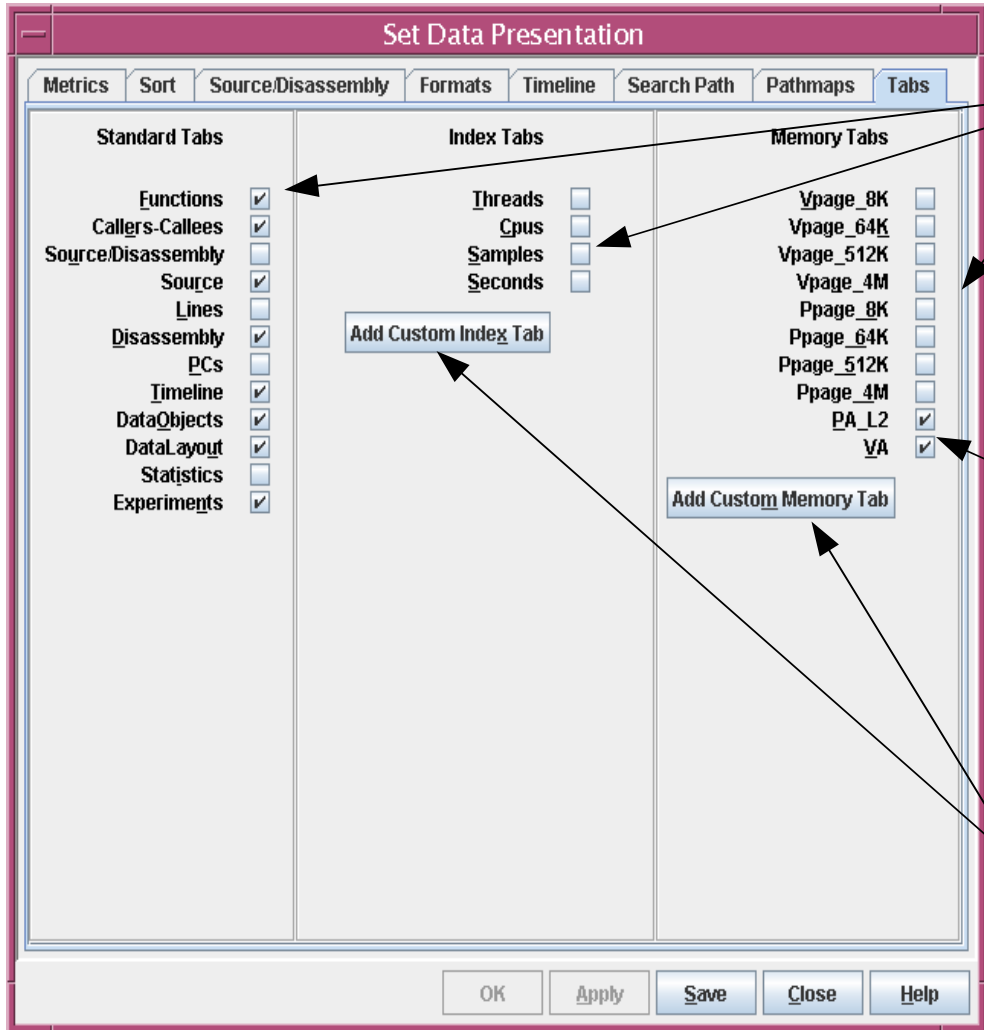 Set Data Presentation
Metrics Sort Source/Disassembly Formats Timeline Search Path Pathmaps Tabs
Standard Tabs
Functions
Callers-Callees
Source/Disassembly
Source
Lines
Disassembly
PCs
Timeline
DataObjects
DataLayout
Statistics
Experiments
Index Tabs
Threads
Cpus
Samples
Seconds
Add Custom Index Tab
Memory Tabs
Vpage_8K
Vpage_64K
Vpage_512K
Vpage_4M
Ppage_8K
Ppage_64K
Ppage_512K
Ppage_4M
PA_L2
VA
Add Custom Memory Tab
OK Apply Save Close Help